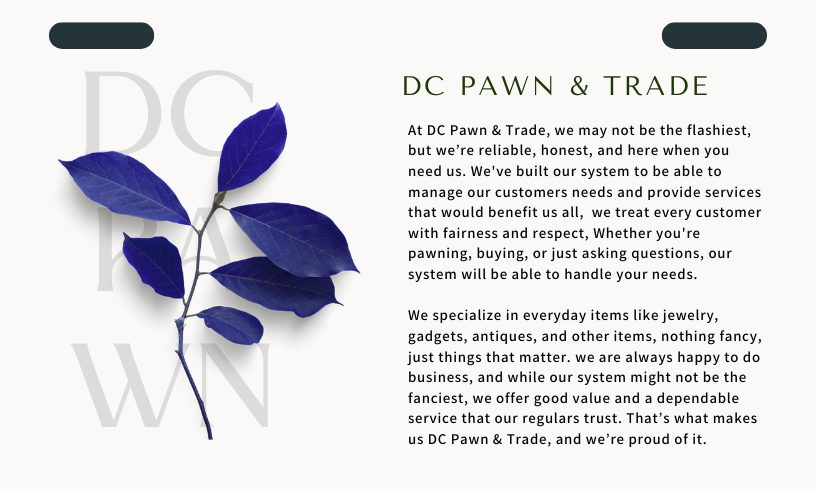 DC
PA
WN
DC PAWN & TRADE
At DC Pawn & Trade, we may not be the flashiest,
but we’re reliable, honest, and here when you
need us. We've built our system to be able to
manage our customers needs and provide services
that would benefit us all,  we treat every customer
with fairness and respect, Whether you're
pawning, buying, or just asking questions, our
system will be able to handle your needs.
We specialize in everyday items like jewelry,
gadgets, antiques, and other items, nothing fancy,
just things that matter. we are always happy to do
business, and while our system might not be the
fanciest, we offer good value and a dependable
service that our regulars trust. That’s what makes
us DC Pawn & Trade, and we’re proud of it.